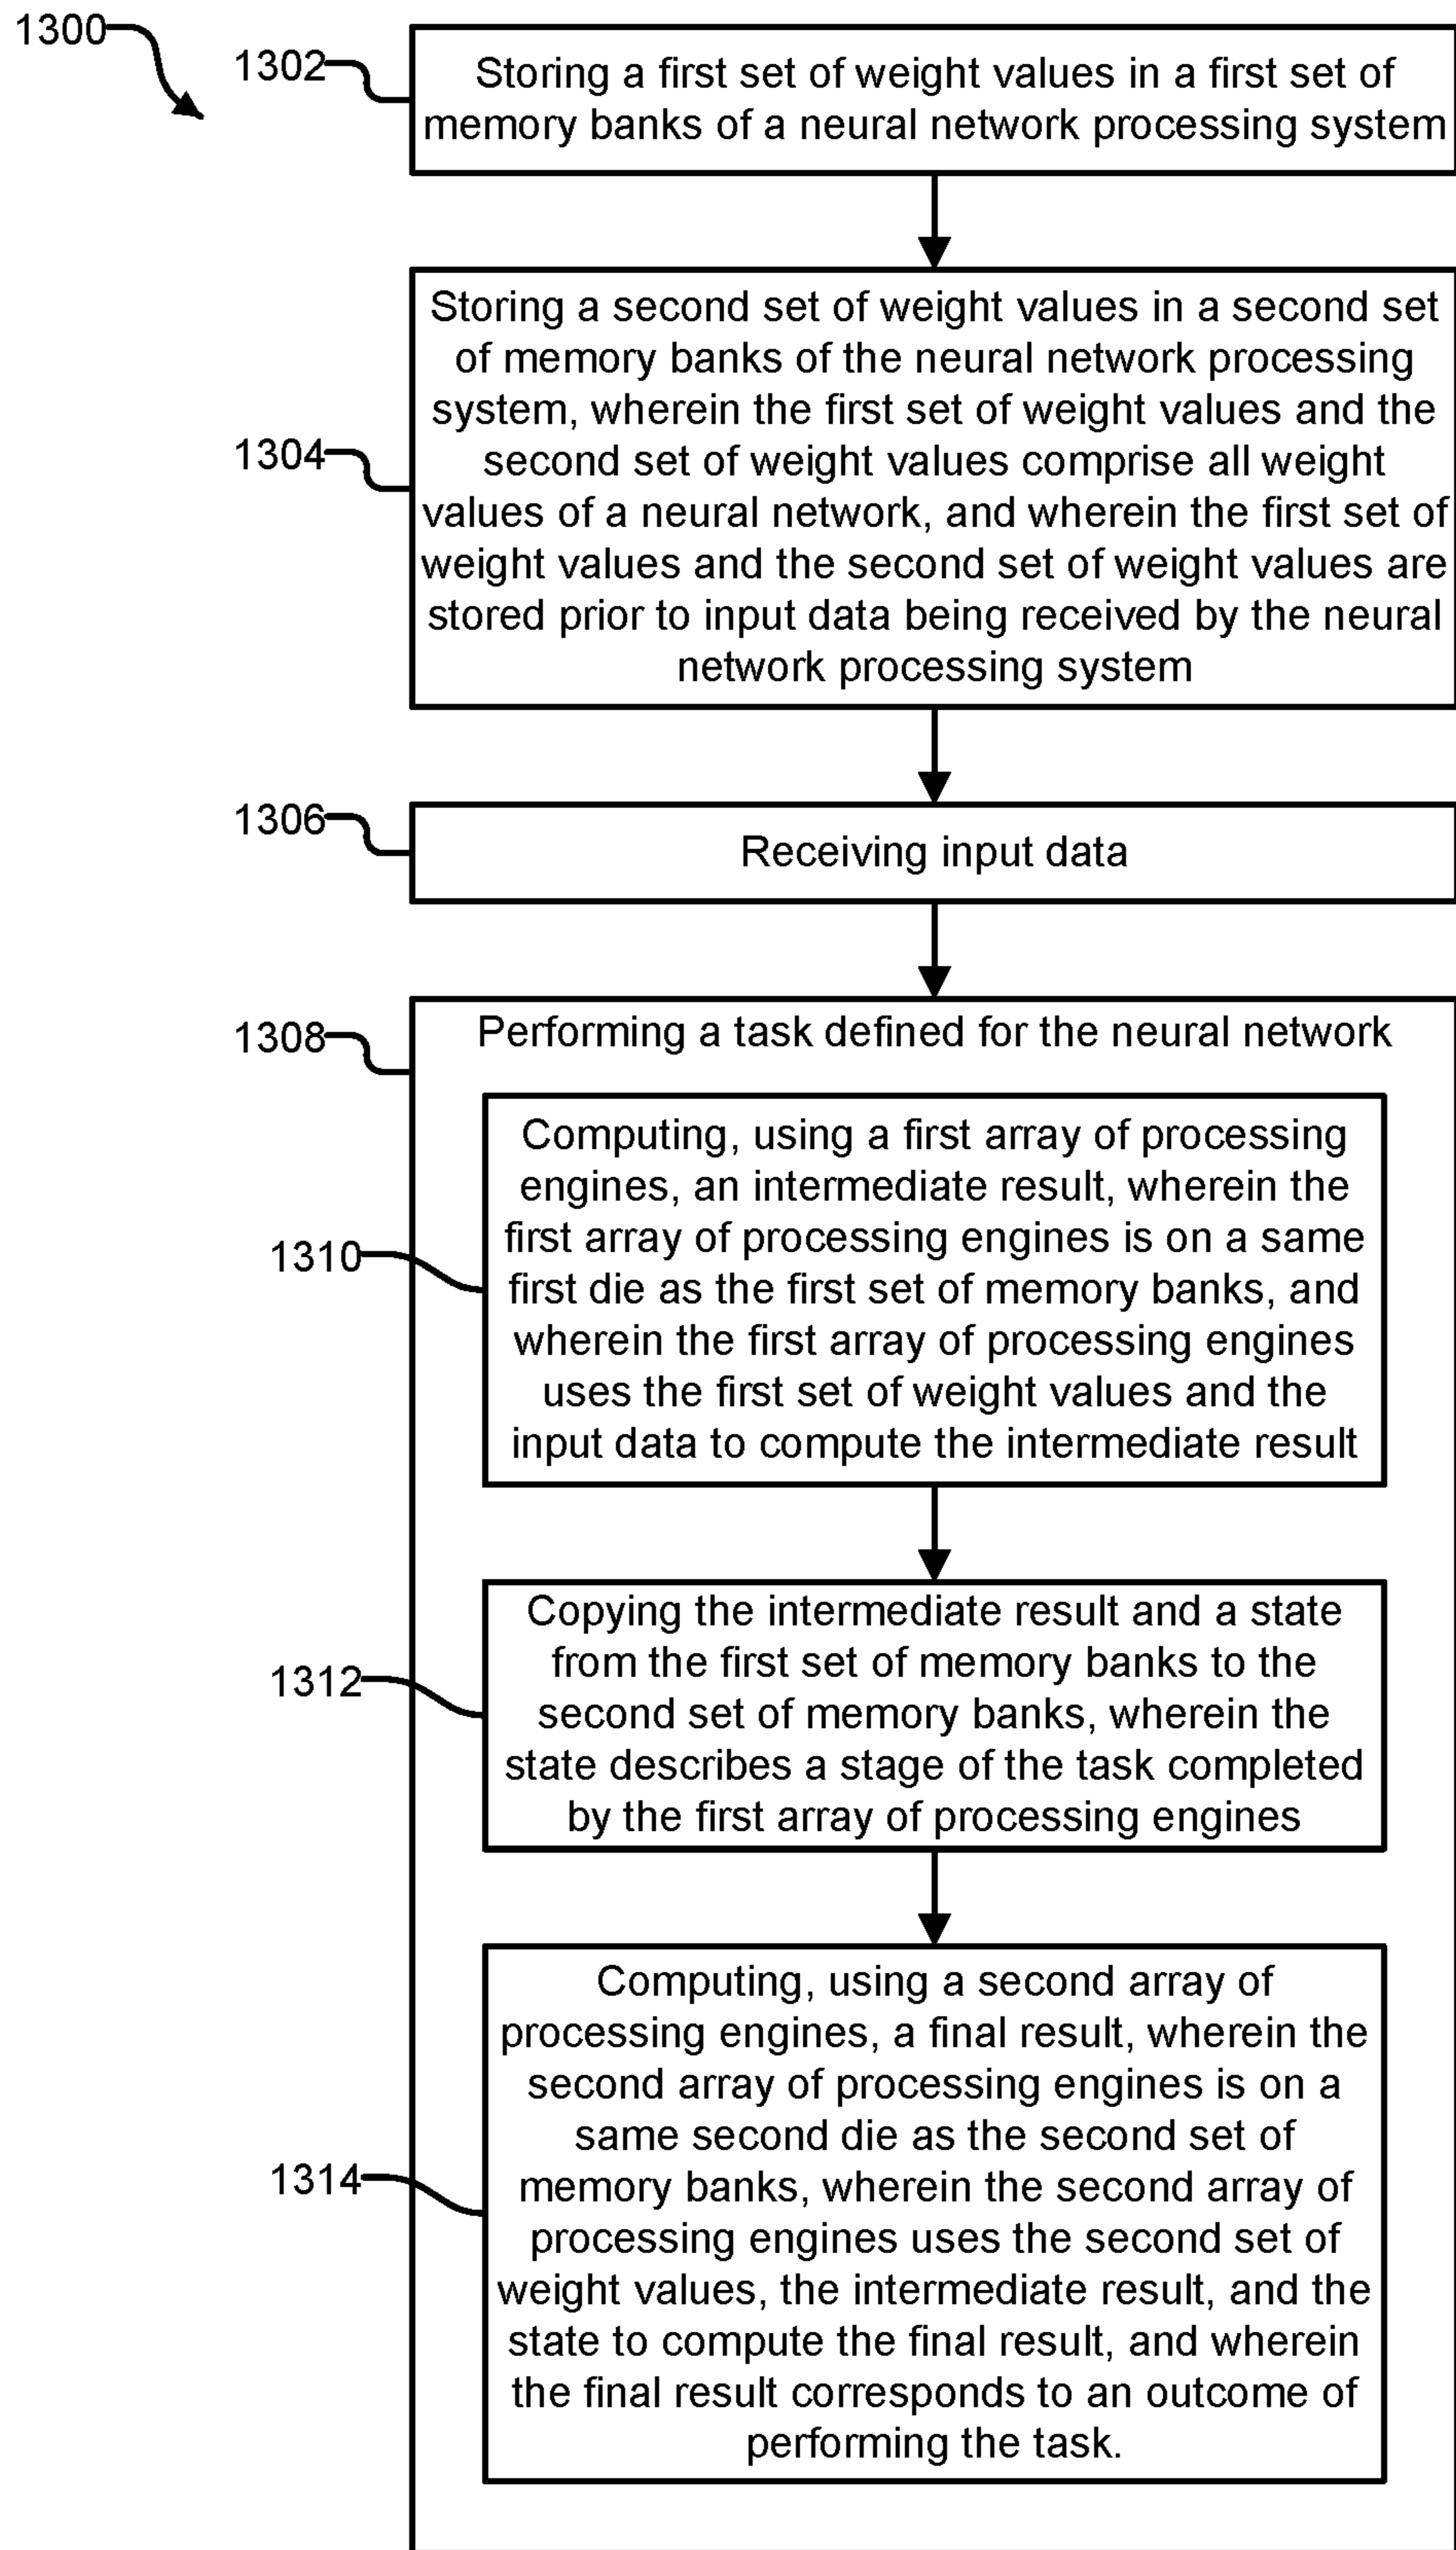 1300
1302
Storing a first set of weight values in a first set of
memory banks of a neural network processing system
1304
Storing a second set of weight values in a second set
of memory banks of the neural network processing
system, wherein the first set of weight values and the
second set of weight values comprise all weight
values of a neural network, and wherein the first set of
weight values and the second set of weight values are
stored prior to input data being received by the neural
network processing system
1306
Receiving input data
1308
Performing a task defined for the neural network
1310
Computing, using a first array of processing
engines, an intermediate result, wherein the
first array of processing engines is on a same
first die as the first set of memory banks, and
wherein the first array of processing engines
uses the first set of weight values and the
input data to compute the intermediate result
1312
Copying the intermediate result and a state
from the first set of memory banks to the
second set of memory banks, wherein the
state describes a stage of the task completed
by the first array of processing engines
1314
Computing, using a second array of
processing engines, a final result, wherein the
second array of processing engines is on a
same second die as the second set of
memory banks, wherein the second array of
processing engines uses the second set of
weight values, the intermediate result, and the
state to compute the final result, and wherein
the final result corresponds to an outcome of
performing the task.